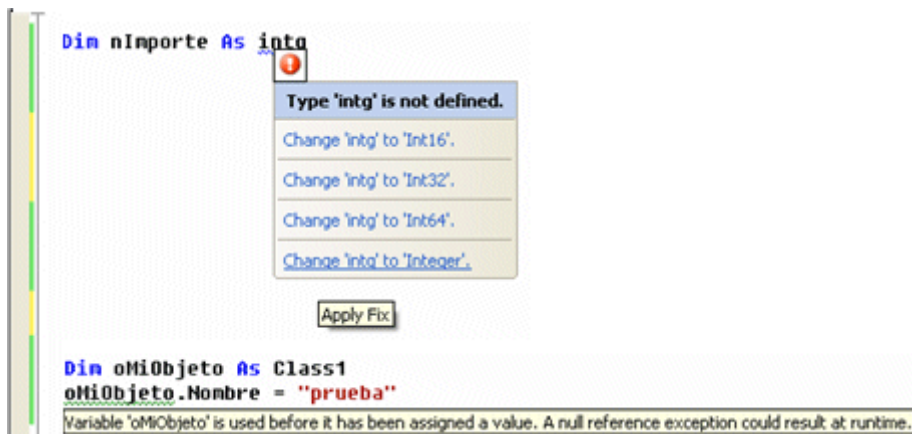 Dim nImporte As intg
Type 'intg' is not defined.
Change 'intg' to 'Int16'.
Change 'intg' to 'Int32'.
Change 'intg' to 'Int64'.
Change 'intg' to 'Integer'.
Apply Fix
Dim oMiObjeto As Class1
oMiObjeto.Nombre = "prueba"
Variable 'oMiObjeto' is used before it has been assigned a value. A null reference exception could result at runtime.